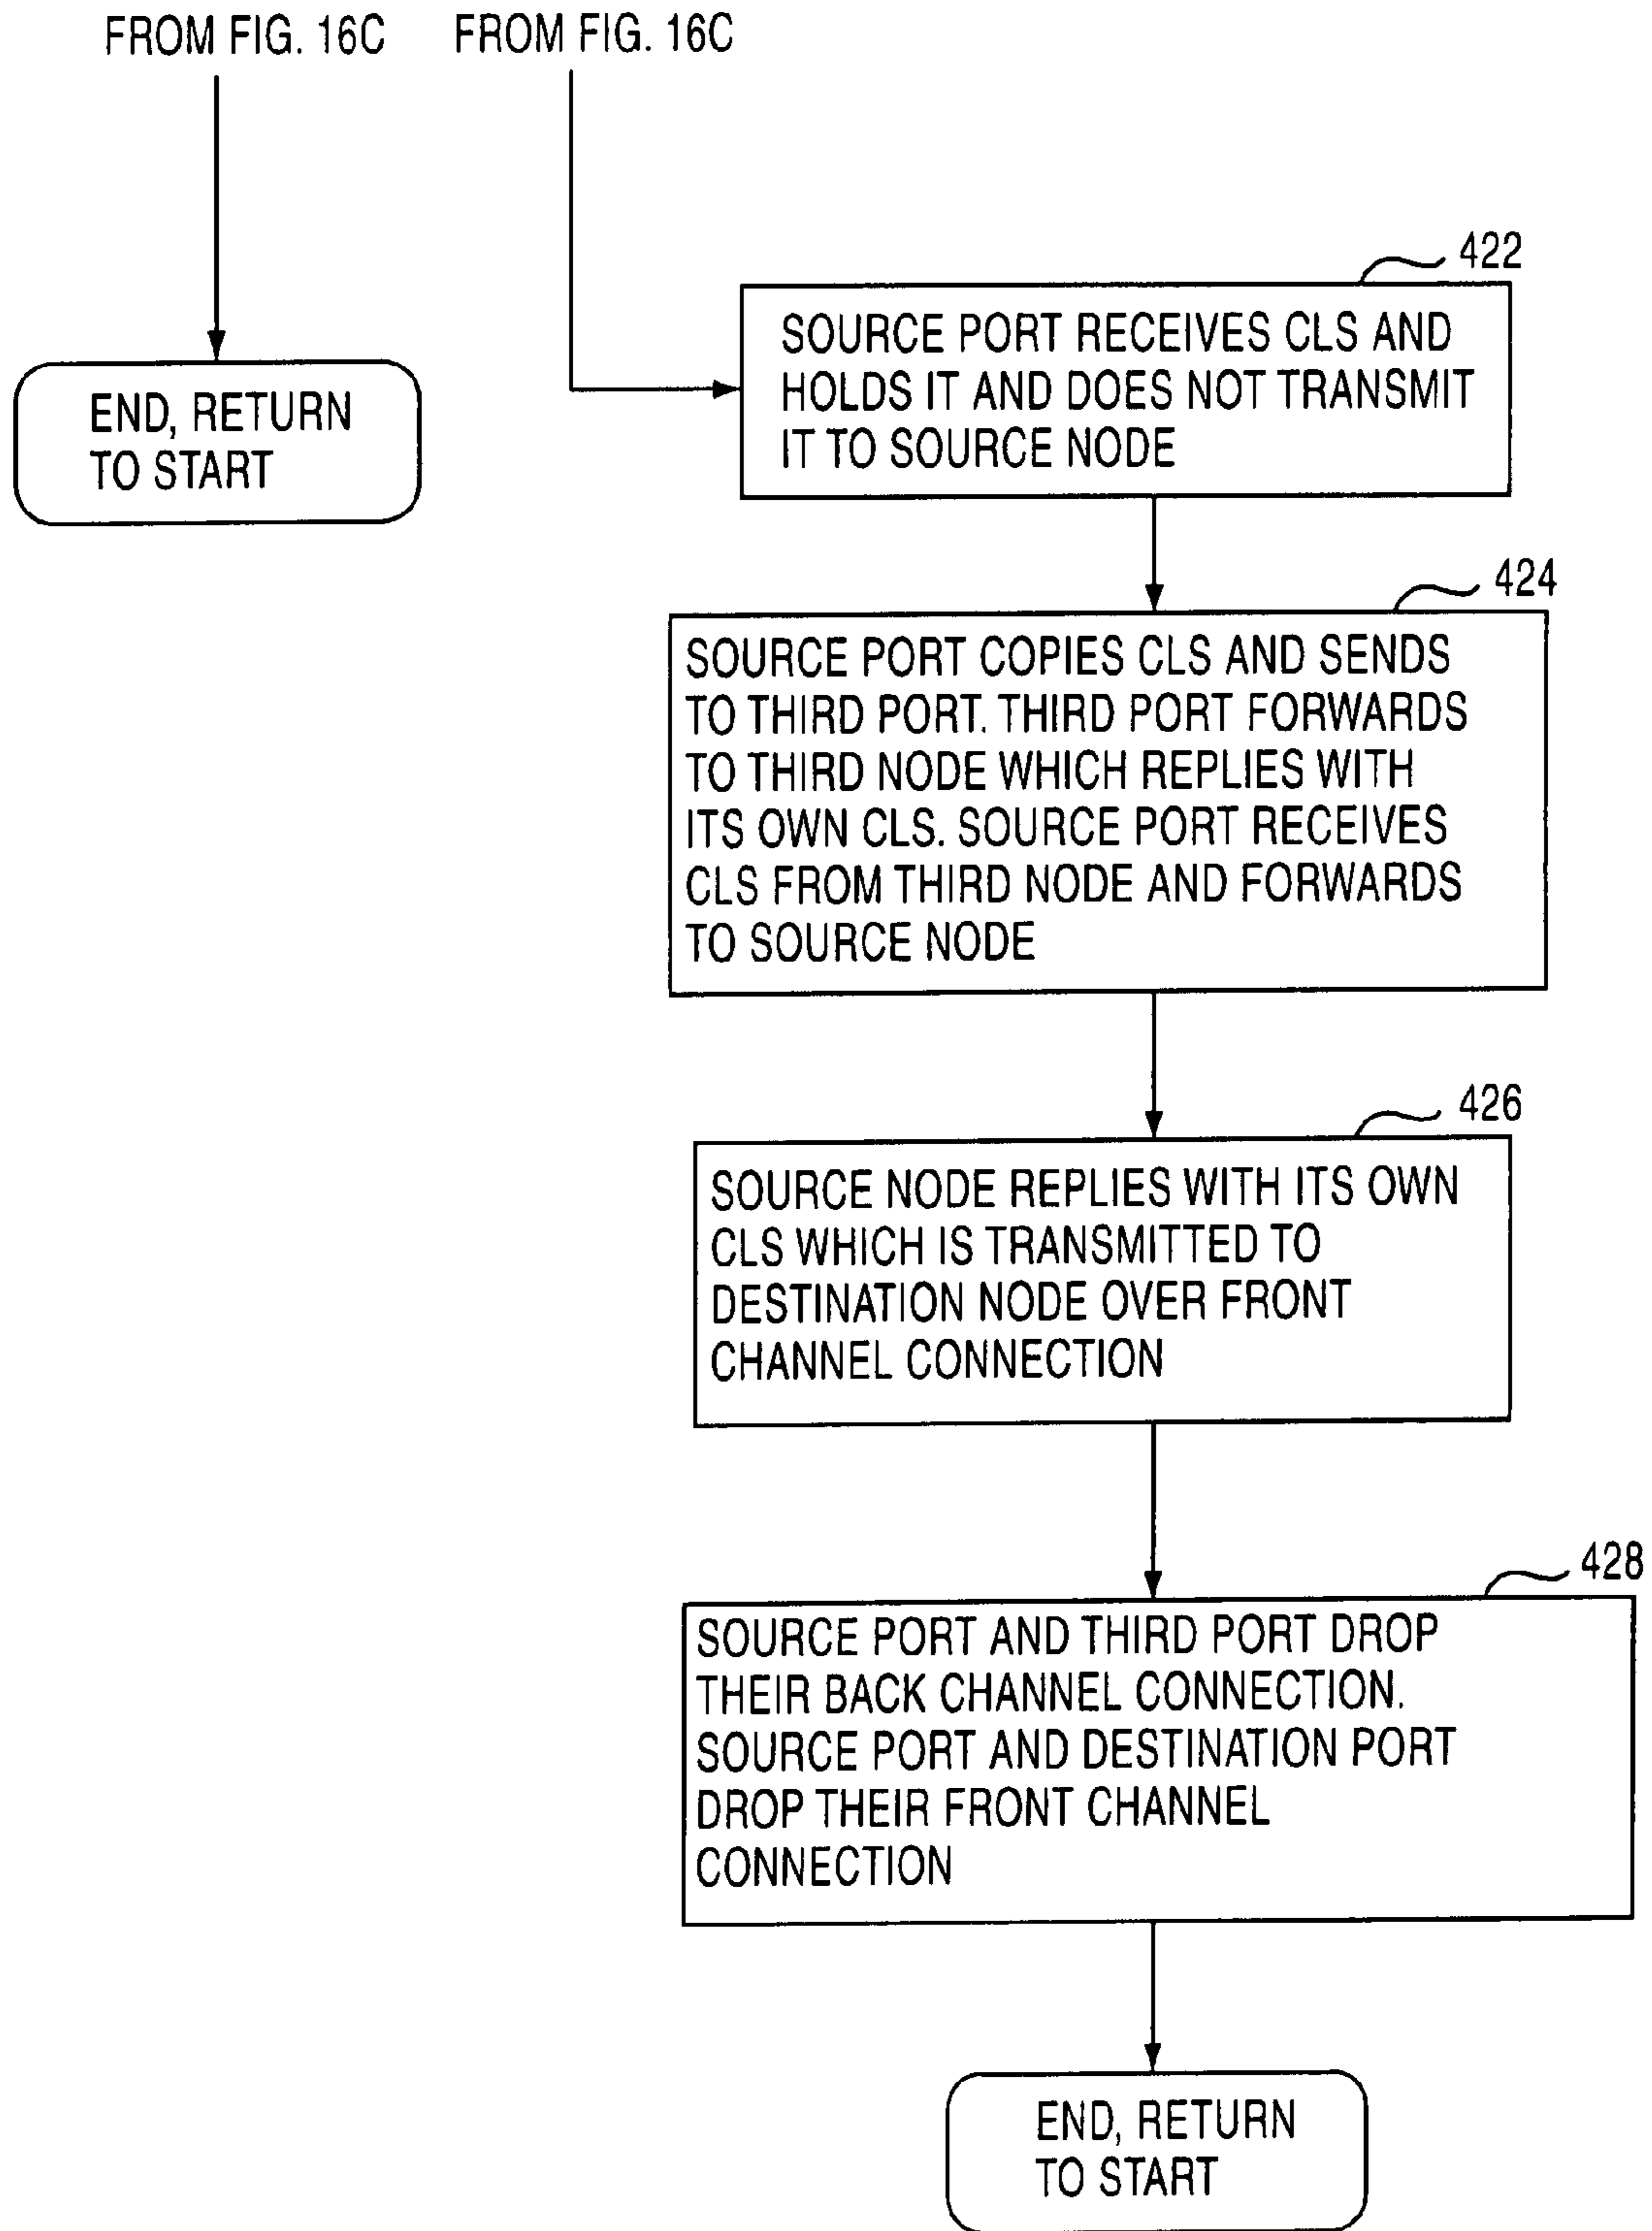 FROM FIG. 16C
FROM FIG. 16C
END, RETURN
TO START
422
SOURCE PORT RECEIVES CLS AND
HOLDS IT AND DOES NOT TRANSMIT
IT TO SOURCE NODE
424
SOURCE PORT COPIES CLS AND SENDS
TO THIRD PORT. THIRD PORT FORWARDS
TO THIRD NODE WHICH REPLIES WITH
ITS OWN CLS. SOURCE PORT RECEIVES
CLS FROM THIRD NODE AND FORWARDS
TO SOURCE NODE
426
SOURCE NODE REPLIES WITH ITS OWN
CLS WHICH IS TRANSMITTED TO
DESTINATION NODE OVER FRONT
CHANNEL CONNECTION
428
SOURCE PORT AND THIRD PORT DROP
THEIR BACK CHANNEL CONNECTION.
SOURCE PORT AND DESTINATION PORT
DROP THEIR FRONT CHANNEL
CONNECTION
END, RETURN
TO START